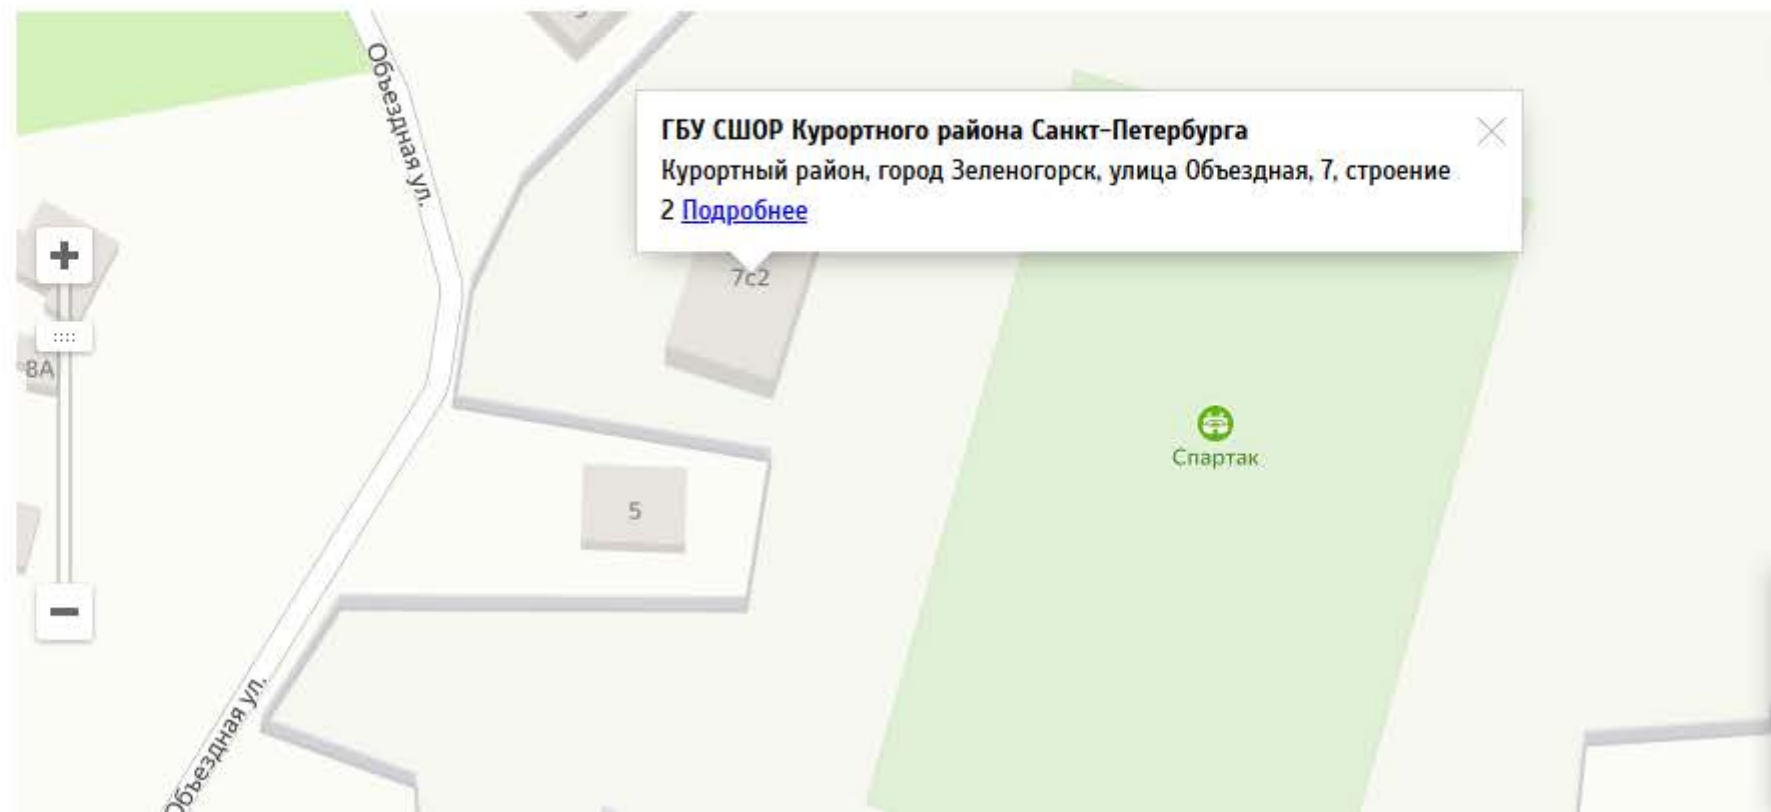 Объездная ул.
ГБУ СШОР Курортного района Санкт-Петербурга
Курортный район, город Зеленогорск, улица Объездная, 7, строение
2 Подробнее
7с2
8А
Спартак
5
Объездная ул.